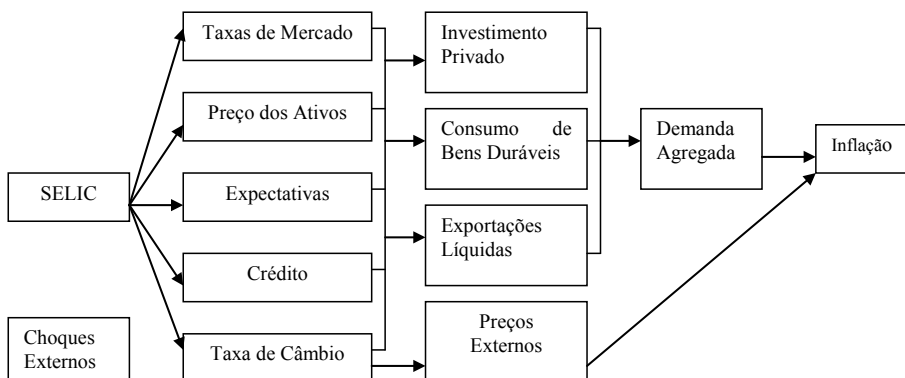 Taxas de Mercado
Preço dos Ativos
SELIC
Expectativas
Crédito
Choques
Externos
Taxa de Câmbio
Investimento
Privado
Consumo de
Bens Duráveis
Exportações
Líquidas
Preços
Externos
Demanda
Agregada
Inflação